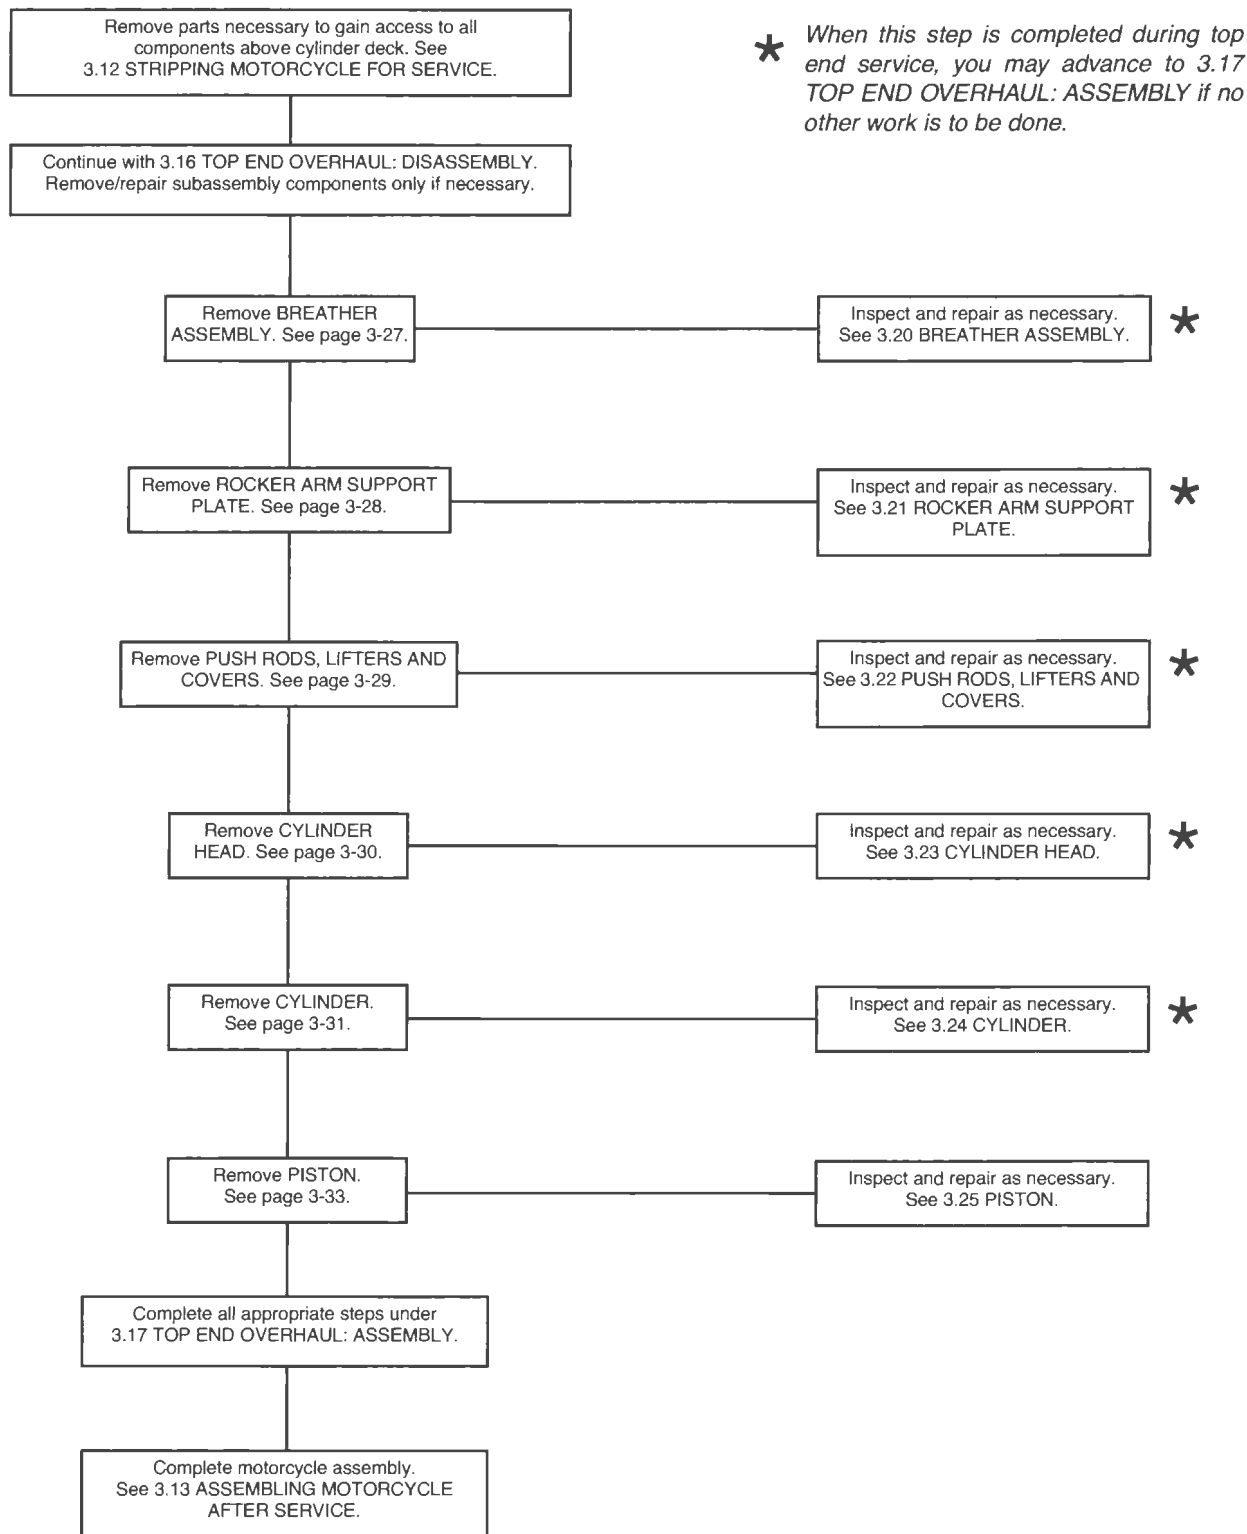 Remove parts necessary to gain access to all
components above cylinder deck. See
3.12 STRIPPING MOTORCYCLE FOR SERVICE.
★ When this step is completed during top
end service, you may advance to 3.17
TOP END OVERHAUL: ASSEMBLY if no
other work is to be done.
Continue with 3.16 TOP END OVERHAUL: DISASSEMBLY.
Remove/repair subassembly components only if necessary.
Remove BREATHER
ASSEMBLY. See page 3-27.
Inspect and repair as necessary.
See 3.20 BREATHER ASSEMBLY.
★
Remove ROCKER ARM SUPPORT
PLATE. See page 3-28.
Inspect and repair as necessary.
See 3.21 ROCKER ARM SUPPORT
PLATE.
★
Remove PUSH RODS, LIFTERS AND
COVERS. See page 3-29.
Inspect and repair as necessary.
See 3.22 PUSH RODS, LIFTERS AND
COVERS.
★
Remove CYLINDER
HEAD. See page 3-30.
Inspect and repair as necessary.
See 3.23 CYLINDER HEAD.
★
Remove CYLINDER.
See page 3-31.
Inspect and repair as necessary.
See 3.24 CYLINDER.
★
Remove PISTON.
See page 3-33.
Inspect and repair as necessary.
See 3.25 PISTON.
Complete all appropriate steps under
3.17 TOP END OVERHAUL: ASSEMBLY.
Complete motorcycle assembly.
See 3.13 ASSEMBLING MOTORCYCLE
AFTER SERVICE.